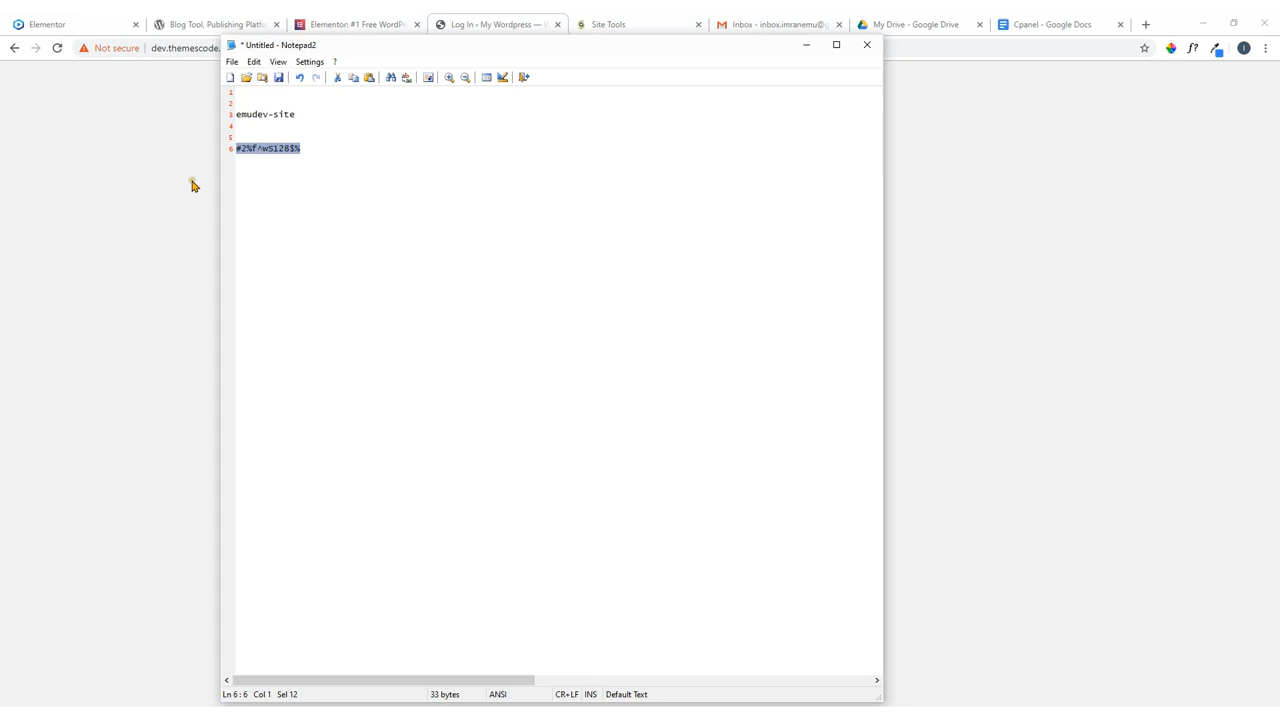 Elementor
Blog Tool, Publishing Platfo
Elementor: #1 Free WordPr
Log In ‹ My Wordpress —
Site Tools
Inbox - inbox.imranemu@g
My Drive - Google Drive
Cpanel - Google Docs
Not secure
dev.themescode.
f?
I
* Untitled - Notepad2
File
Edit
View
Settings
?
1
2
3 emudev-site
4
5
6 #2%f^wS128$%
Ln 6 : 6 Col 1 Sel 12
33 bytes
ANSI
CR+LF
INS
Default Text